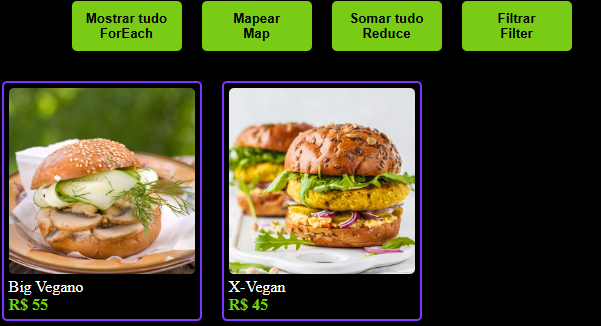 Mostrar tudo
ForEach
Mapear
Map
Somar tudo
Reduce
Filtrar
Filter
Big Vegano
R$ 55
X-Vegan
R$ 45